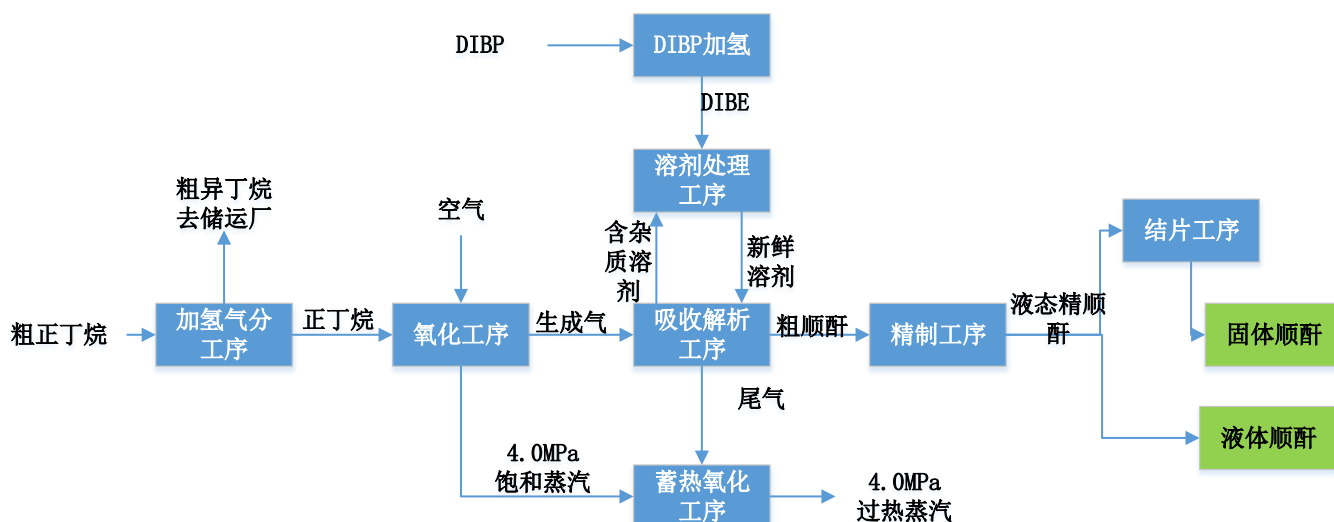 DIBP
DIBP加氢
DIBE
溶剂处理
工序
粗异丁烷
去储运厂
空气
含杂
质溶
剂
新鲜
溶剂
结片工序
粗正丁烷
加氢气分
工序
正丁烷
氧化工序
生成气
吸收解析
工序
粗顺酐
精制工序
液态精顺
酐
固体顺酐
尾气
液体顺酐
4.0MPa
饱和蒸汽
蓄热氧化
工序
4.0MPa
过热蒸汽